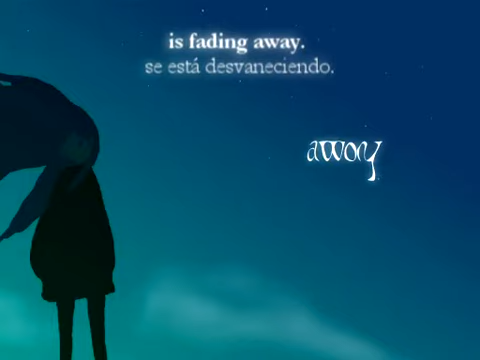 is fading away.
se está desvaneciendo.
away